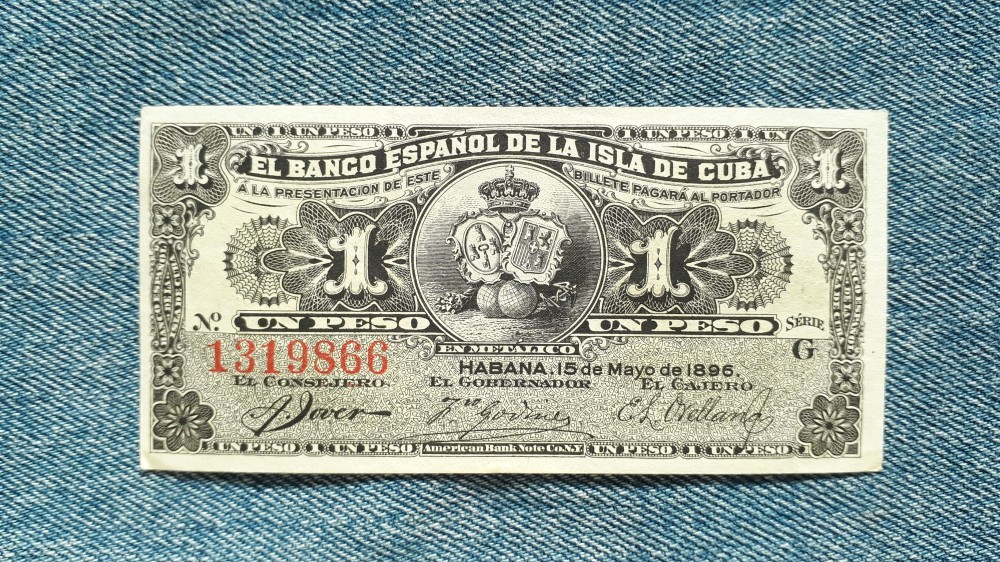 UN 1 UN PESO 1
1 UN PESO 1 UN
1
1
EL BANCO ESPAÑOL DE LA ISLA DE CUBA
Á LA PRESENTACION DE ESTE
BILLETE PAGARÁ AL PORTADOR
1
1
No.
UN PESO
UN PESO
SÉRIE
G
EN METÁLICO
1319866
HABANA, 15 de Mayo de 1896.
EL CONSEJERO
EL GOBERNADOR
EL CAJERO
UN PESO 1 UN PESO
American Bank Note Co. N.Y.
UN PESO 1 UN PESO